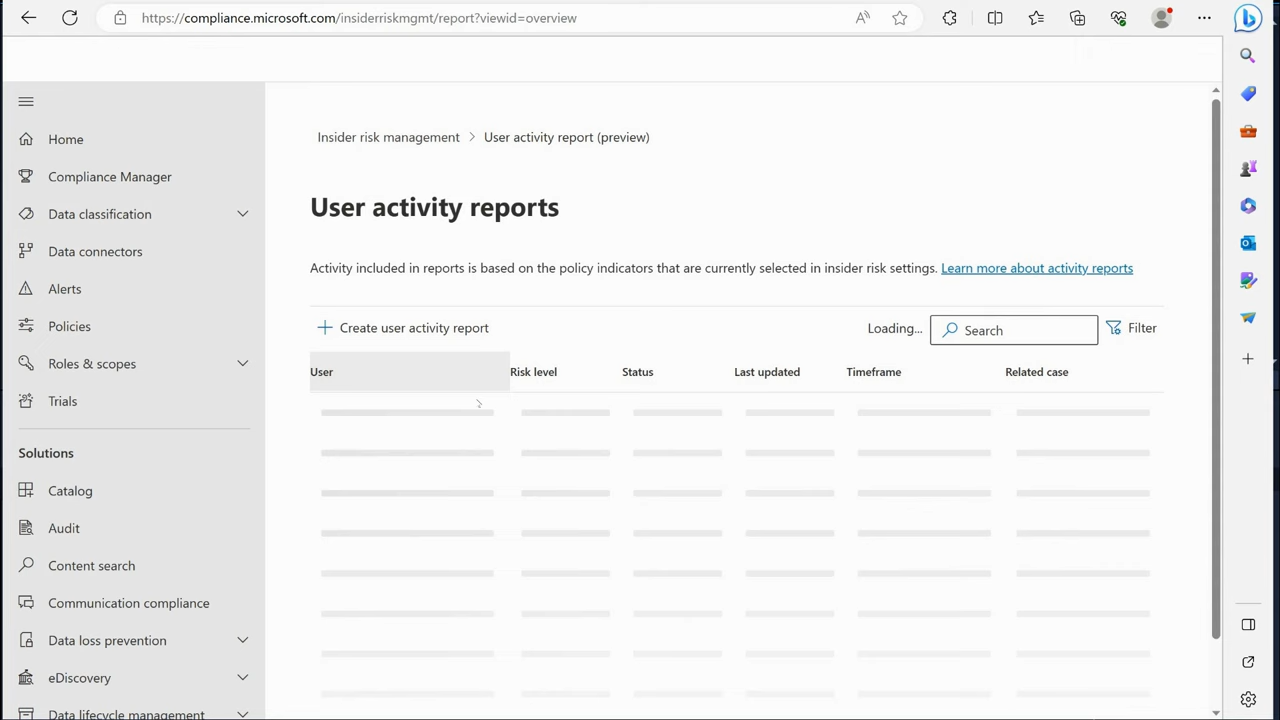 https://compliance.microsoft.com/insiderriskmgmt/report?viewid=overview
Home
Compliance Manager
Data classification
Data connectors
Alerts
Policies
Roles & scopes
Trials
Solutions
Catalog
Audit
Content search
Communication compliance
Data loss prevention
eDiscovery
Data lifecycle management
Insider risk management > User activity report (preview)
User activity reports
Activity included in reports is based on the policy indicators that are currently selected in insider risk settings. Learn more about activity reports
Create user activity report Loading... Search Filter
User Risk level Status Last updated Timeframe Related case